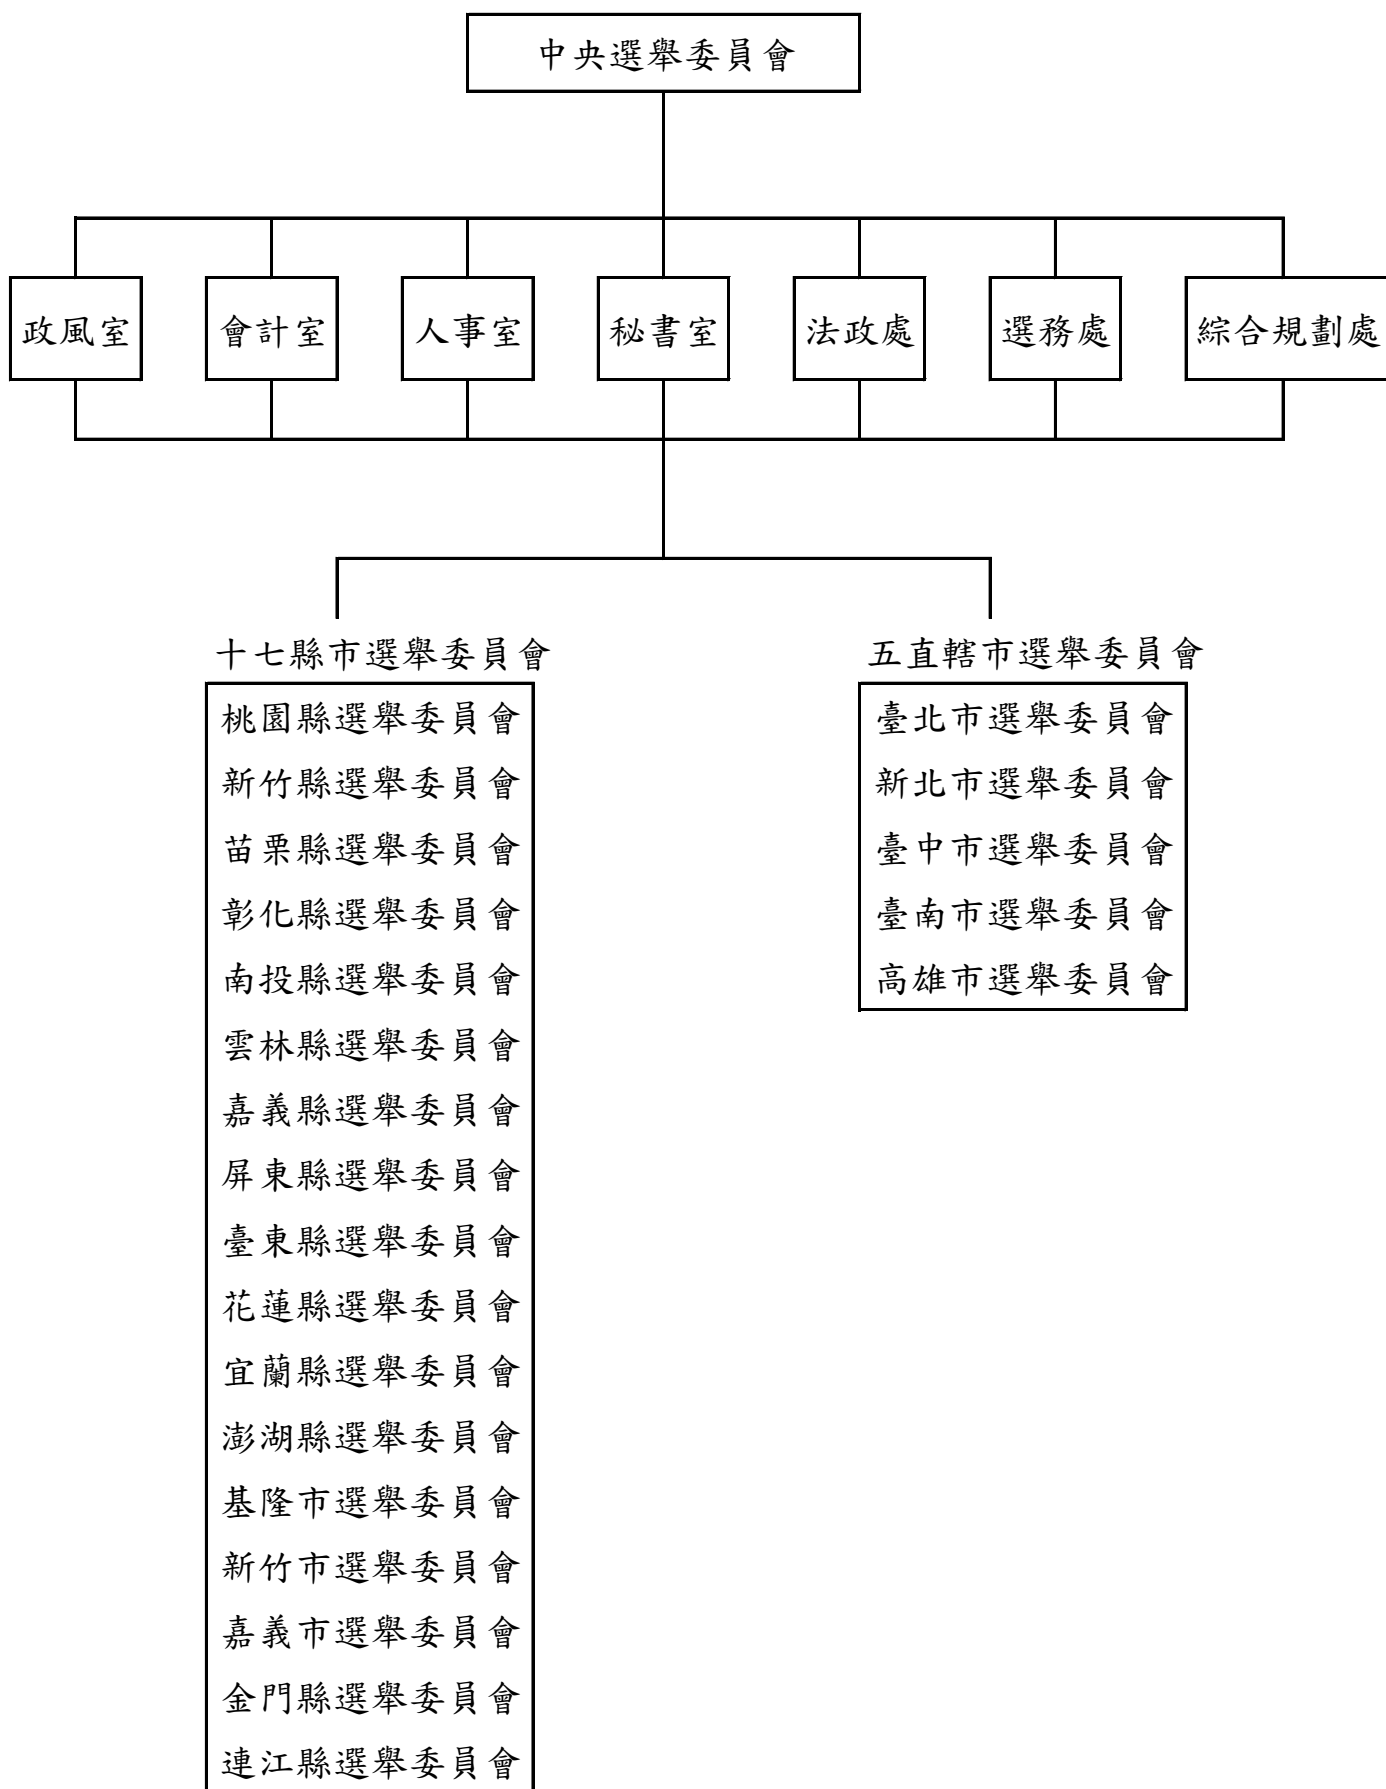 中央選舉委員會
政風室
會計室
人事室
秘書室
法政處
選務處
綜合規劃處
十七縣市選舉委員會
桃園縣選舉委員會
新竹縣選舉委員會
苗栗縣選舉委員會
彰化縣選舉委員會
南投縣選舉委員會
雲林縣選舉委員會
嘉義縣選舉委員會
屏東縣選舉委員會
臺東縣選舉委員會
花蓮縣選舉委員會
宜蘭縣選舉委員會
澎湖縣選舉委員會
基隆市選舉委員會
新竹市選舉委員會
嘉義市選舉委員會
金門縣選舉委員會
連江縣選舉委員會
五直轄市選舉委員會
臺北市選舉委員會
新北市選舉委員會
臺中市選舉委員會
臺南市選舉委員會
高雄市選舉委員會